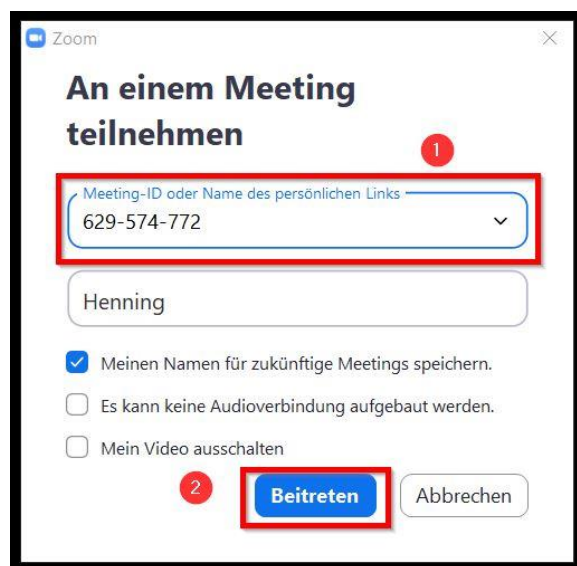 Zoom
An einem Meeting
teilnehmen
1
Meeting-ID oder Name des persönlichen Links
629-574-772
Henning
Meinen Namen für zukünftige Meetings speichern.
Es kann keine Audioverbindung aufgebaut werden.
Mein Video ausschalten
2
Beitreten
Abbrechen